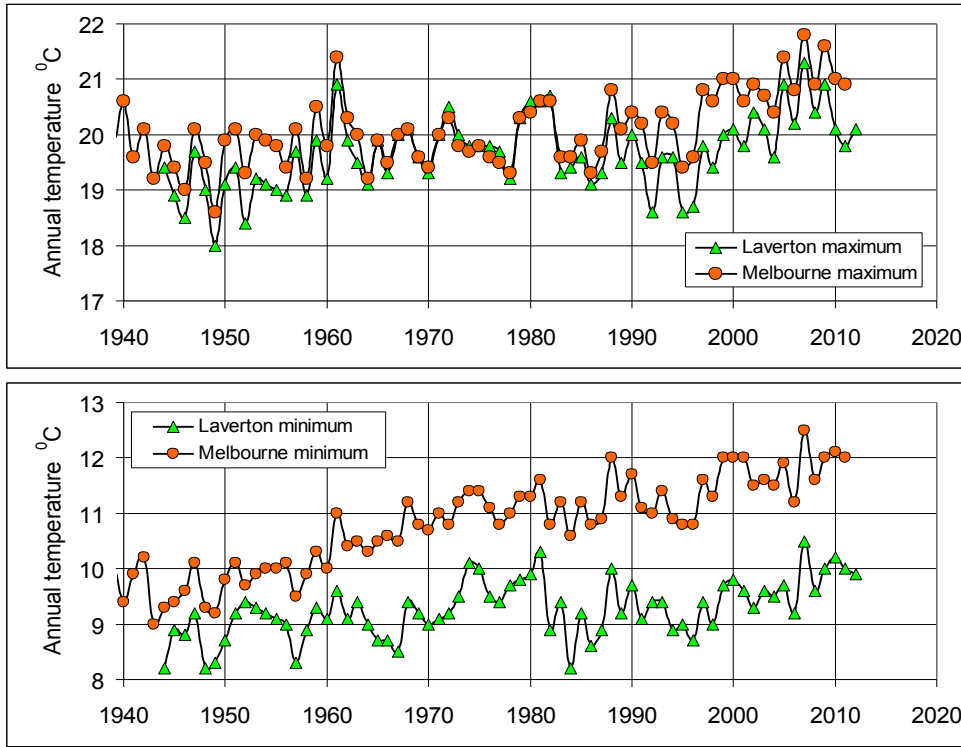 22
21
20
19
18
17
Annual temperature ⁰C
Laverton maximum
Melbourne maximum
1940 1950 1960 1970 1980 1990 2000 2010 2020
13
12
11
10
9
8
Annual temperature ⁰C
Laverton minimum
Melbourne minimum
1940 1950 1960 1970 1980 1990 2000 2010 2020